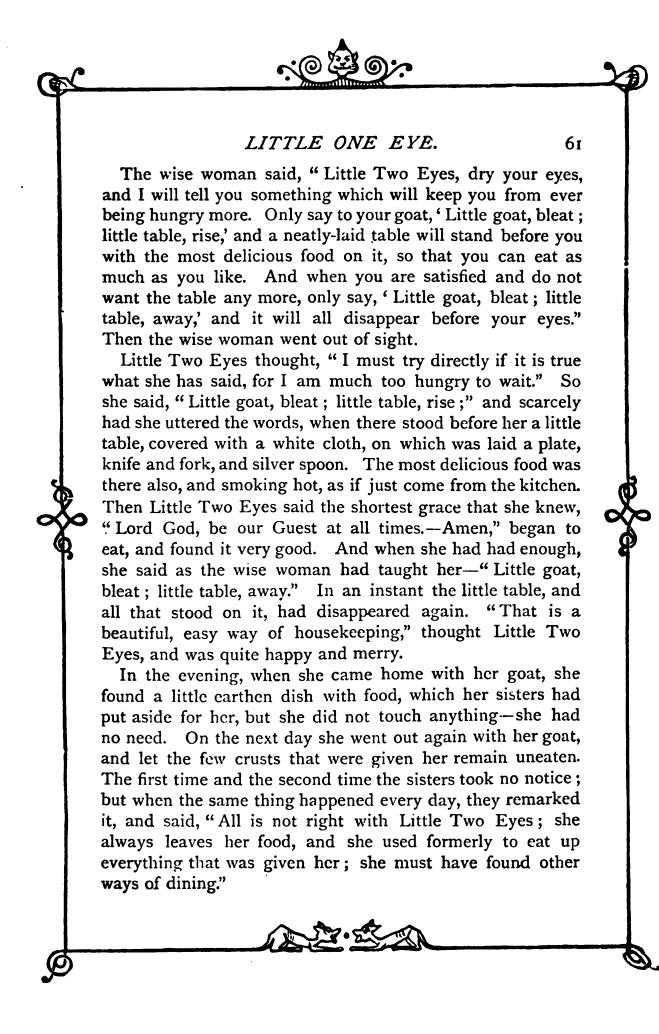 LITTLE ONE EYE. 61
The wise woman said, “ Little Two Eyes, dry your eyes,
and I will tell you something which will keep you from ever
being hungry more. Only say to your goat, ‘ Little goat, bleat ;
little table, rise,’ and a neatly-laid table will stand before you
with the most delicious food on it, so that you can eat as
much as you like. And when you are satisfied and do not
want the table any more, only say, ‘ Little goat, bleat ; little
table, away,’ and it will all disappear before your eyes.”
Then the wise woman went out of sight.
Little Two Eyes thought, “ I must try directly if it is true
what she has said, for I am much too hungry to wait.” So
she said, “ Little goat, bleat ; little table, rise ;” and scarcely
had she uttered the words, when there stood before her a little
table, covered with a white cloth, on which was laid a plate,
knife and fork, and silver spoon. The most delicious food was
there also, and smoking hot, as if just come from the kitchen.
Then Little Two Eyes said the shortest grace that she knew,
“ Lord God, be our Guest at all times.—Amen,” began to
eat, and found it very good. And when she had had enough,
she said as the wise woman had taught her—“ Little goat,
bleat ; little table, away.” In an instant the little table, and
all that stood on it, had disappeared again. “ That is a
beautiful, easy way of housekeeping,” thought Little Two
Eyes, and was quite happy and merry.
In the evening, when she came home with her goat, she
found a little earthen dish with food, which her sisters had
put aside for her, but she did not touch anything—she had
no need. On the next day she went out again with her goat,
and let the few crusts that were given her remain uneaten.
The first time and the second time the sisters took no notice ;
but when the same thing happened every day, they remarked
it, and said, “ All is not right with Little Two Eyes ; she
always leaves her food, and she used formerly to eat up
everything that was given her ; she must have found other
ways of dining.”